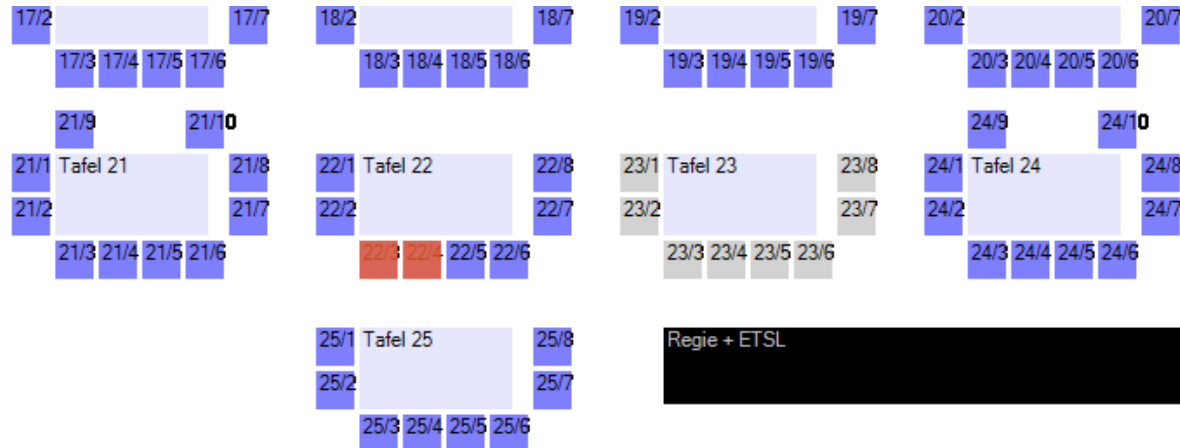 17/2 17/7 18/2 18/7 19/2 19/7 20/2 20/7
17/3 17/4 17/5 17/6 18/3 18/4 18/5 18/6 19/3 19/4 19/5 19/6 20/3 20/4 20/5 20/6
21/9 21/10 24/9 24/10
21/1 Tafel 21 21/8 22/1 Tafel 22 22/8 23/1 Tafel 23 23/8 24/1 Tafel 24 24/8
21/2 21/7 22/2 22/7 23/2 23/7 24/2 24/7
21/3 21/4 21/5 21/6 22/3 22/4 22/5 22/6 23/3 23/4 23/5 23/6 24/3 24/4 24/5 24/6
25/1 Tafel 25 25/8 Regie + ETSL
25/2 25/7
25/3 25/4 25/5 25/6